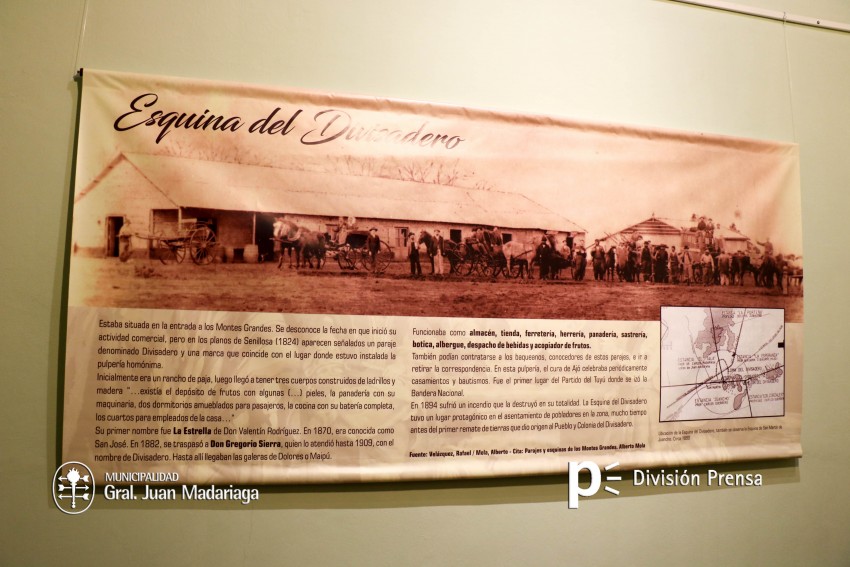 Esquina del Divisadero
Estaba situada en la entrada a los Montes Grandes. Se desconoce la fecha en que inició su
actividad comercial, pero en los planos de Senillosa (1824) aparecen señalados un paraje
denominado Divisadero y una marca que coincide con el lugar donde estuvo instalada la
pulpería homónima.
Inicialmente era un rancho de paja, luego llegó a tener tres cuerpos construidos de ladrillos y
madera "...existía el depósito de frutos con algunas (...) pieles, la panadería con su
maquinaria, dos dormitorios amueblados para pasajeros, la cocina con su batería completa,
los cuartos para empleados de la casa..."
Su primer nombre fue La Estrella de Don Valentín Rodríguez. En 1870, era conocida como
San José. En 1882, se traspasó a Don Gregorio Sierra, quien lo atendió hasta 1909, con el
nombre de Divisadero. Hasta allí llegaban las galeras de Dolores o Maipú.
Funcionaba como almacén, tienda, ferretería, herrería, panadería, sastrería,
botica, albergue, despacho de bebidas y acopiador de frutos.
También podían contratarse a los baqueanos, conocedores de estos parajes, e ir a
retirar la correspondencia. En esta pulpería, el cura de Ajó celebraba periódicamente
casamientos y bautismos. Fue el primer lugar del Partido del Tuyú donde se izó la
Bandera Nacional.
En 1894 sufrió un incendio que la destruyó en su totalidad. La Esquina del Divisadero
tuvo un lugar protagónico en el asentamiento de pobladores en la zona, mucho tiempo
antes del primer remate de tierras que dio origen al Pueblo y Colonia del Divisadero.
Fuente: Velázquez, Rafael / Mola, Alberto - Cita: Parajes y esquinas de los Montes Grandes, Alberto Mola
MUNICIPALIDAD
Gral. Juan Madariaga
p
División Prensa